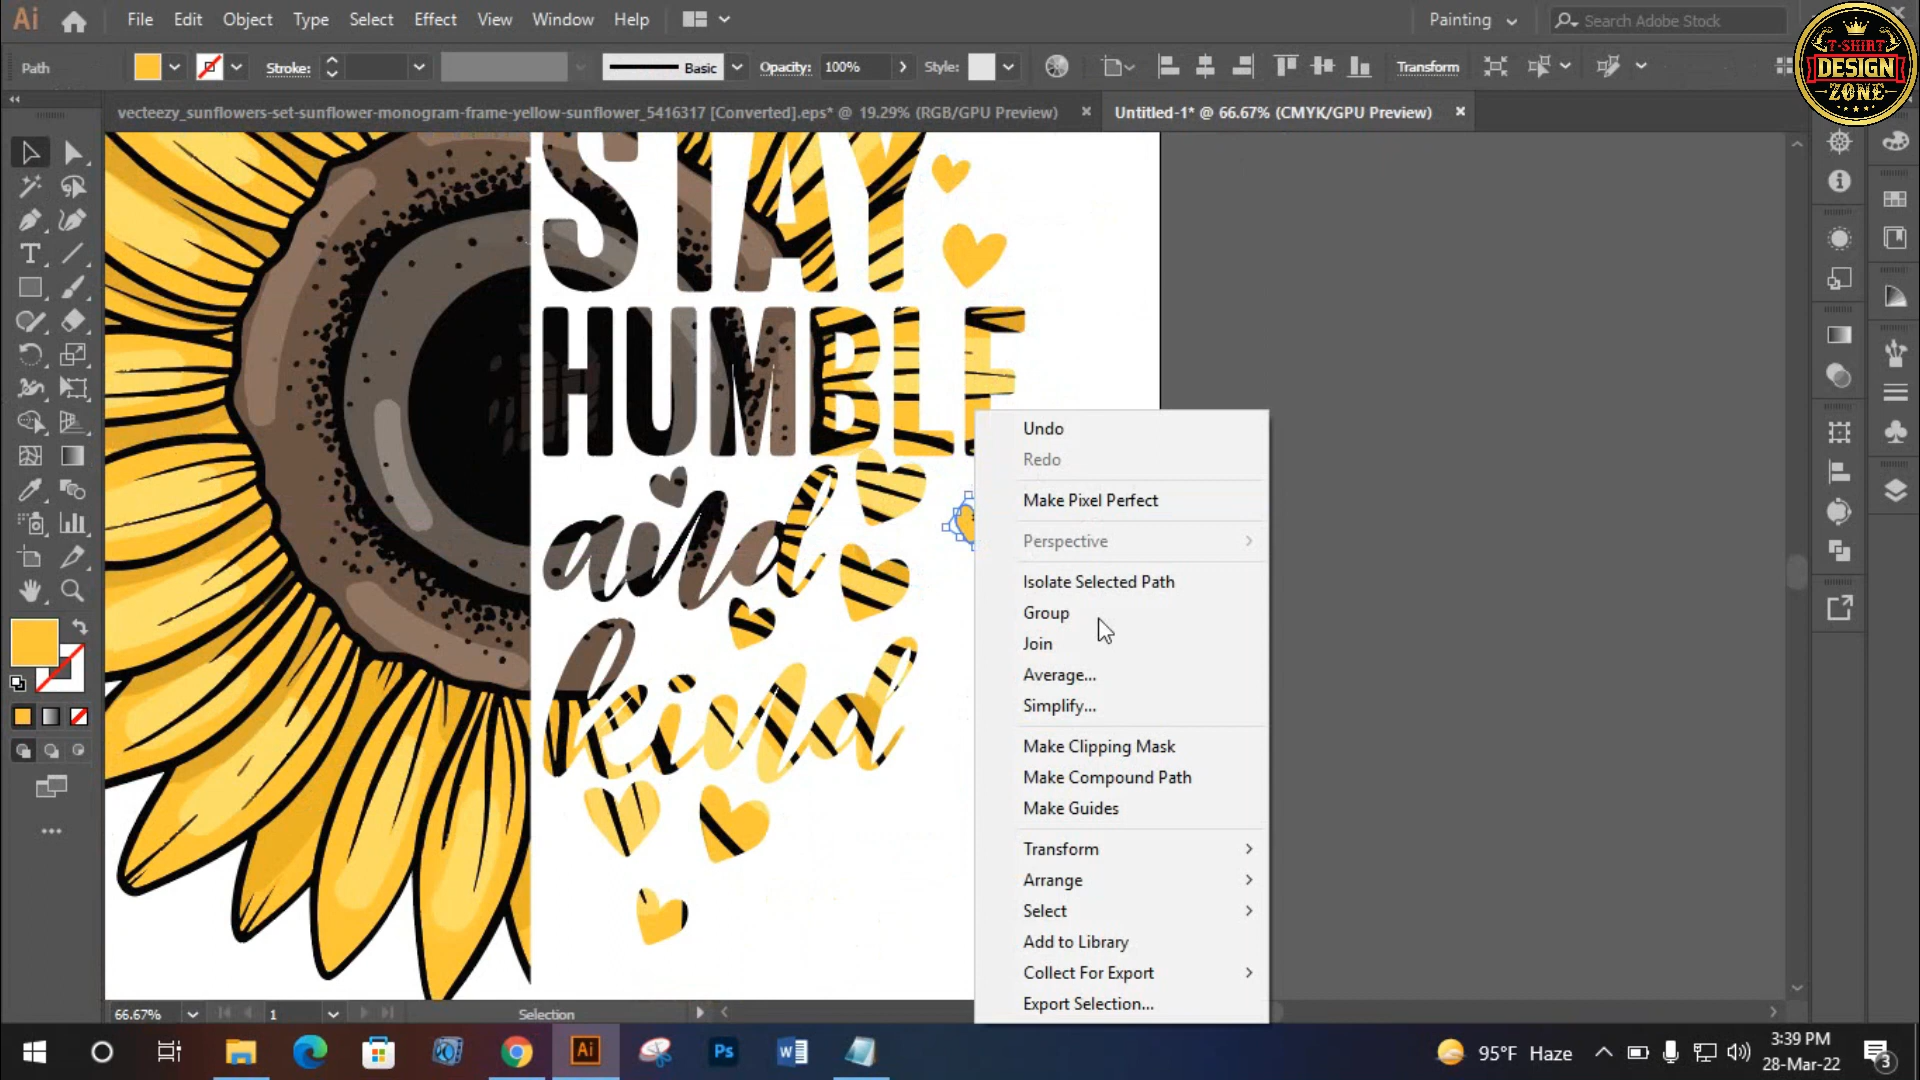 Ai File Edit Object Type Select Effect View Window Help Painting Search Adobe Stock
T-SHIRT
DESIGN
ZONE
Path Stroke: Basic Opacity: 100% Style: Transform
vecteezy_sunflowers-set-sunflower-monogram-frame-yellow-sunflower_5416317 [Converted].eps* @ 19.29% (RGB/GPU Preview) Untitled-1* @ 66.67% (CMYK/GPU Preview)
STAY
HUMBLE
and
kind
Undo
Redo
Make Pixel Perfect
Perspective
Isolate Selected Path
Group
Join
Average...
Simplify...
Make Clipping Mask
Make Compound Path
Make Guides
Transform
Arrange
Select
Add to Library
Collect For Export
Export Selection...
66.67% 1 Selection
Ai Ps 95°F Haze 3:39 PM
28-Mar-22
3